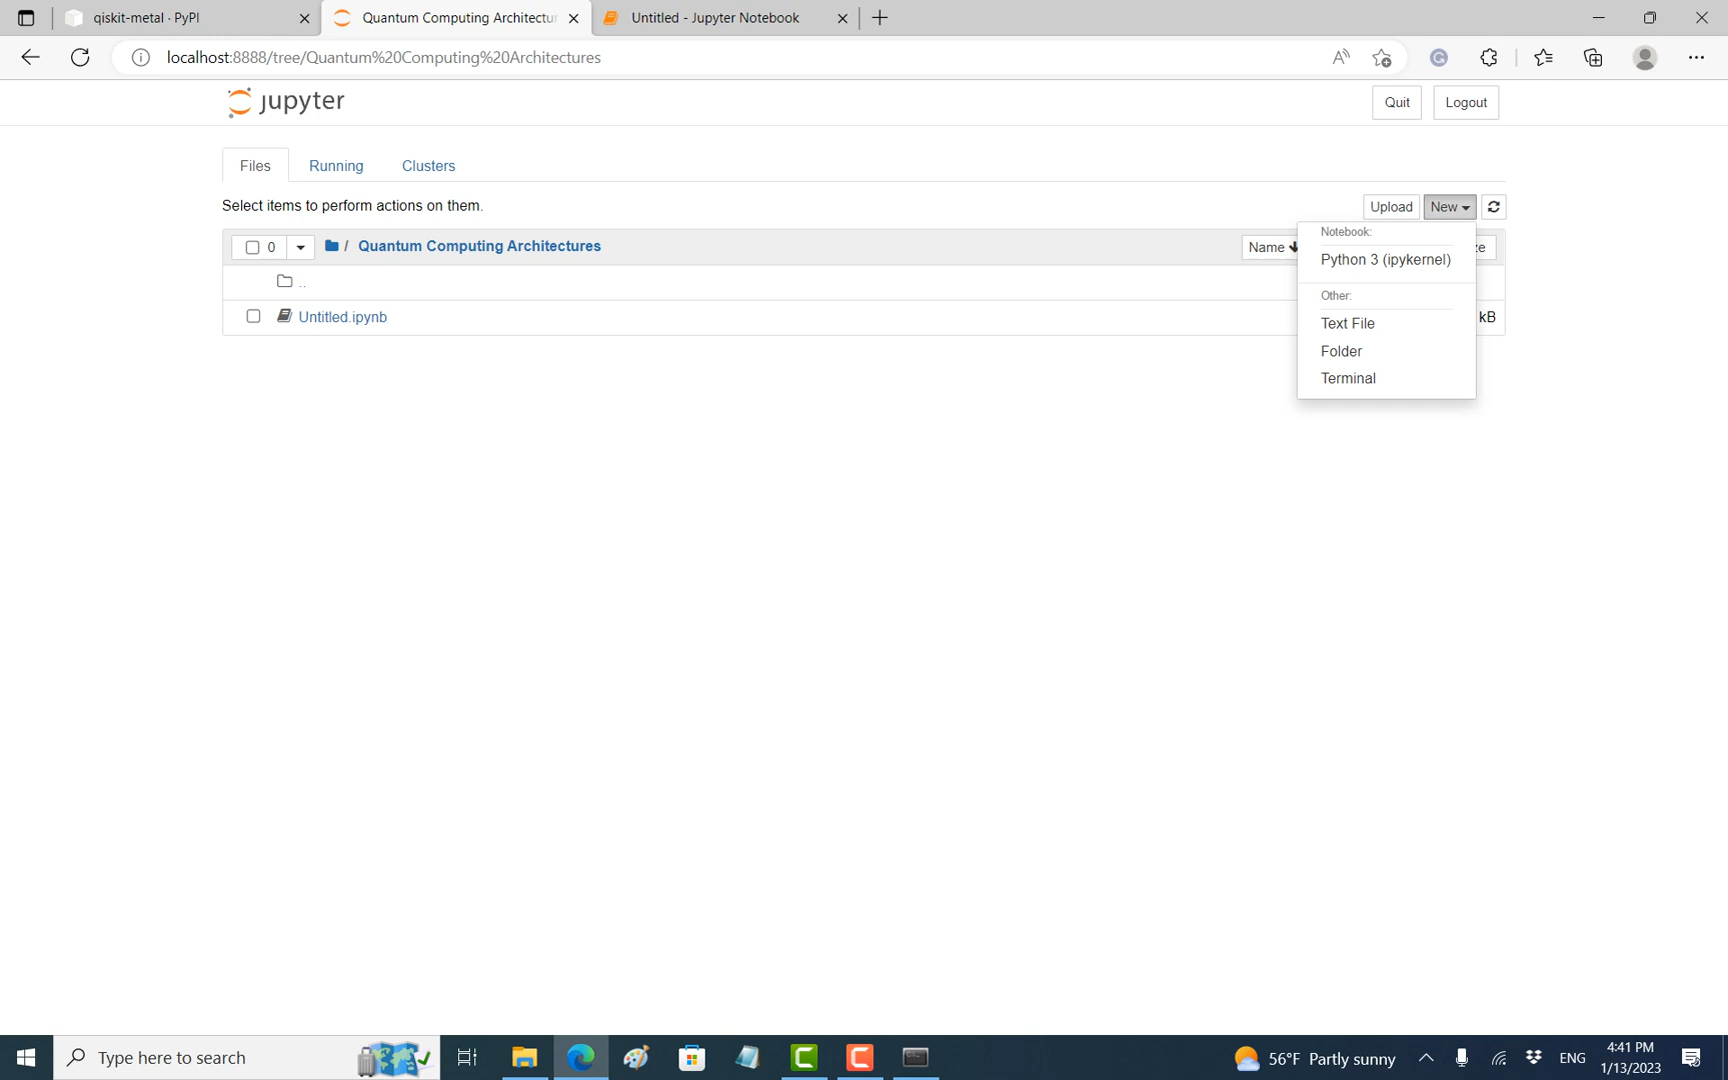 qiskit-metal · PyPI
Quantum Computing Architectur
Untitled - Jupyter Notebook
localhost:8888/tree/Quantum%20Computing%20Architectures
jupyter
Quit
Logout
Files
Running
Clusters
Select items to perform actions on them.
Upload
New
0
/
Quantum Computing Architectures
Name
ze
Notebook:
Python 3 (ipykernel)
..
Other:
Untitled.ipynb
kB
Text File
Folder
Terminal
Type here to search
56°F Partly sunny
ENG
4:41 PM
1/13/2023